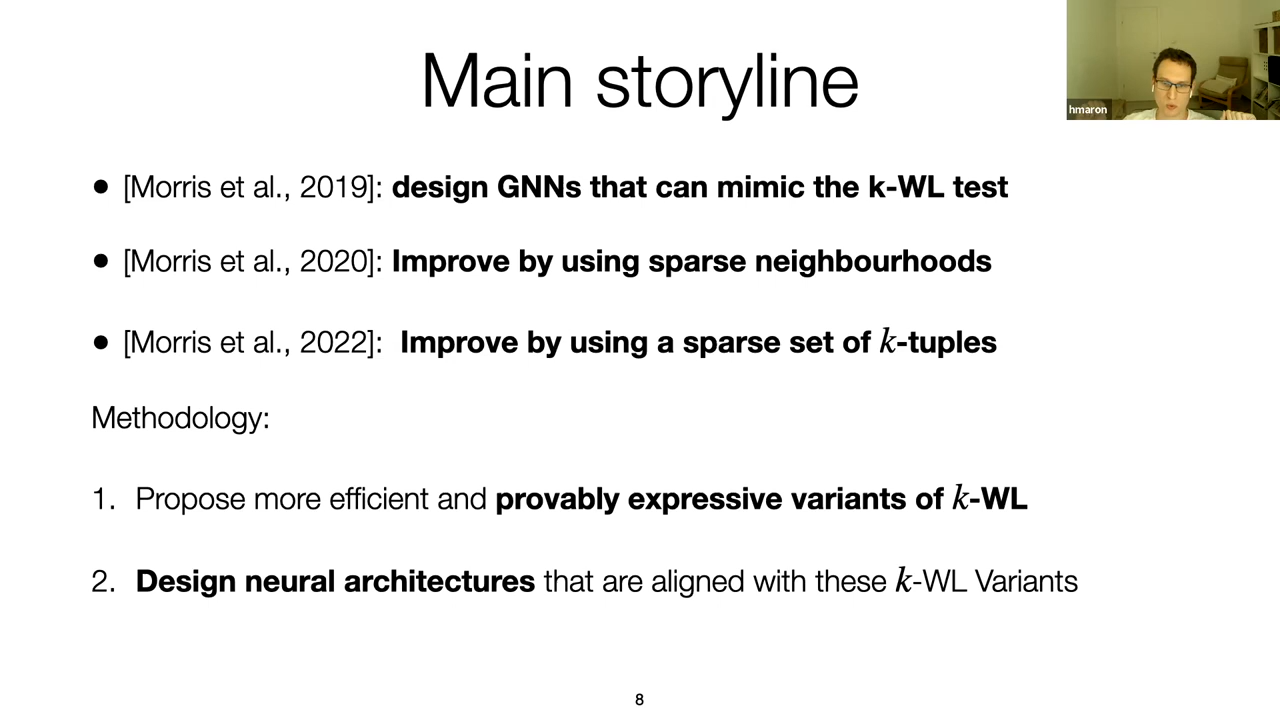 Main storyline
hmaron
• [Morris et al., 2019]: design GNNs that can mimic the k-WL test
• [Morris et al., 2020]: Improve by using sparse neighbourhoods
• [Morris et al., 2022]: Improve by using a sparse set of k-tuples
Methodology:
1. Propose more efficient and provably expressive variants of k-WL
2. Design neural architectures that are aligned with these k-WL Variants
8